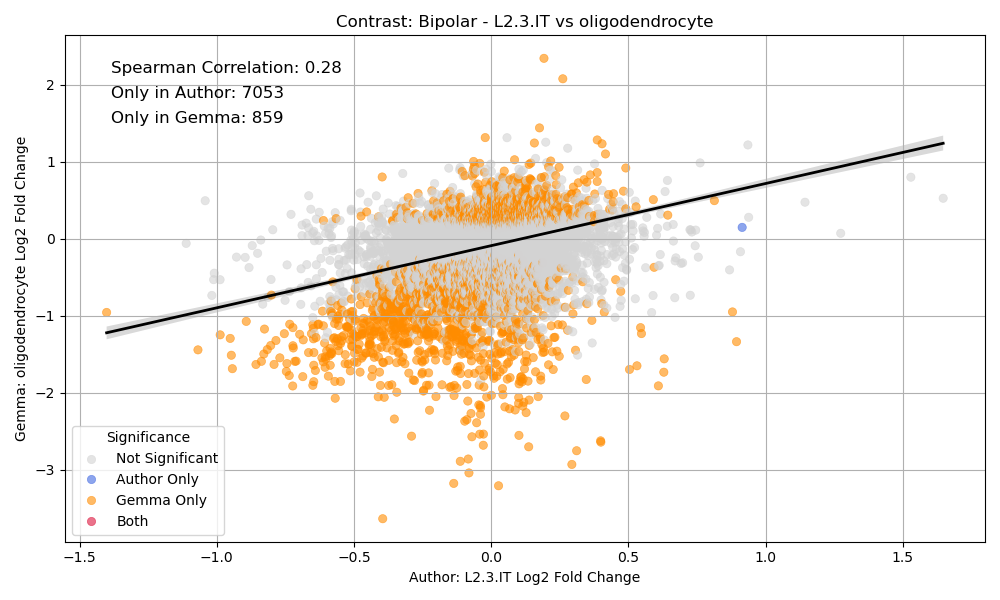 Contrast: Bipolar - L2.3.IT vs oligodendrocyte
Spearman Correlation: 0.28
Only in Author: 7053
Only in Gemma: 859
Gemma: oligodendrocyte Log2 Fold Change
2
1
0
−1
−2
−3
Significance
Not Significant
Author Only
Gemma Only
Both
−1.5
−1.0
−0.5
0.0
0.5
1.0
1.5
Author: L2.3.IT Log2 Fold Change